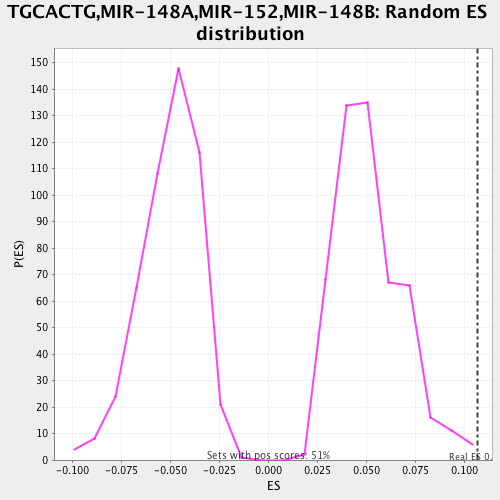 TGCACTG,MIR-148A,MIR-152,MIR-148B: Random ES
distribution
150
140
130
120
110
100
90
80
70
60
50
40
30
20
10
0
P(ES)
Sets with pos scores: 51%
Real ES 0.
-0.100 -0.075 -0.050 -0.025 0.000 0.025 0.050 0.075 0.100
ES